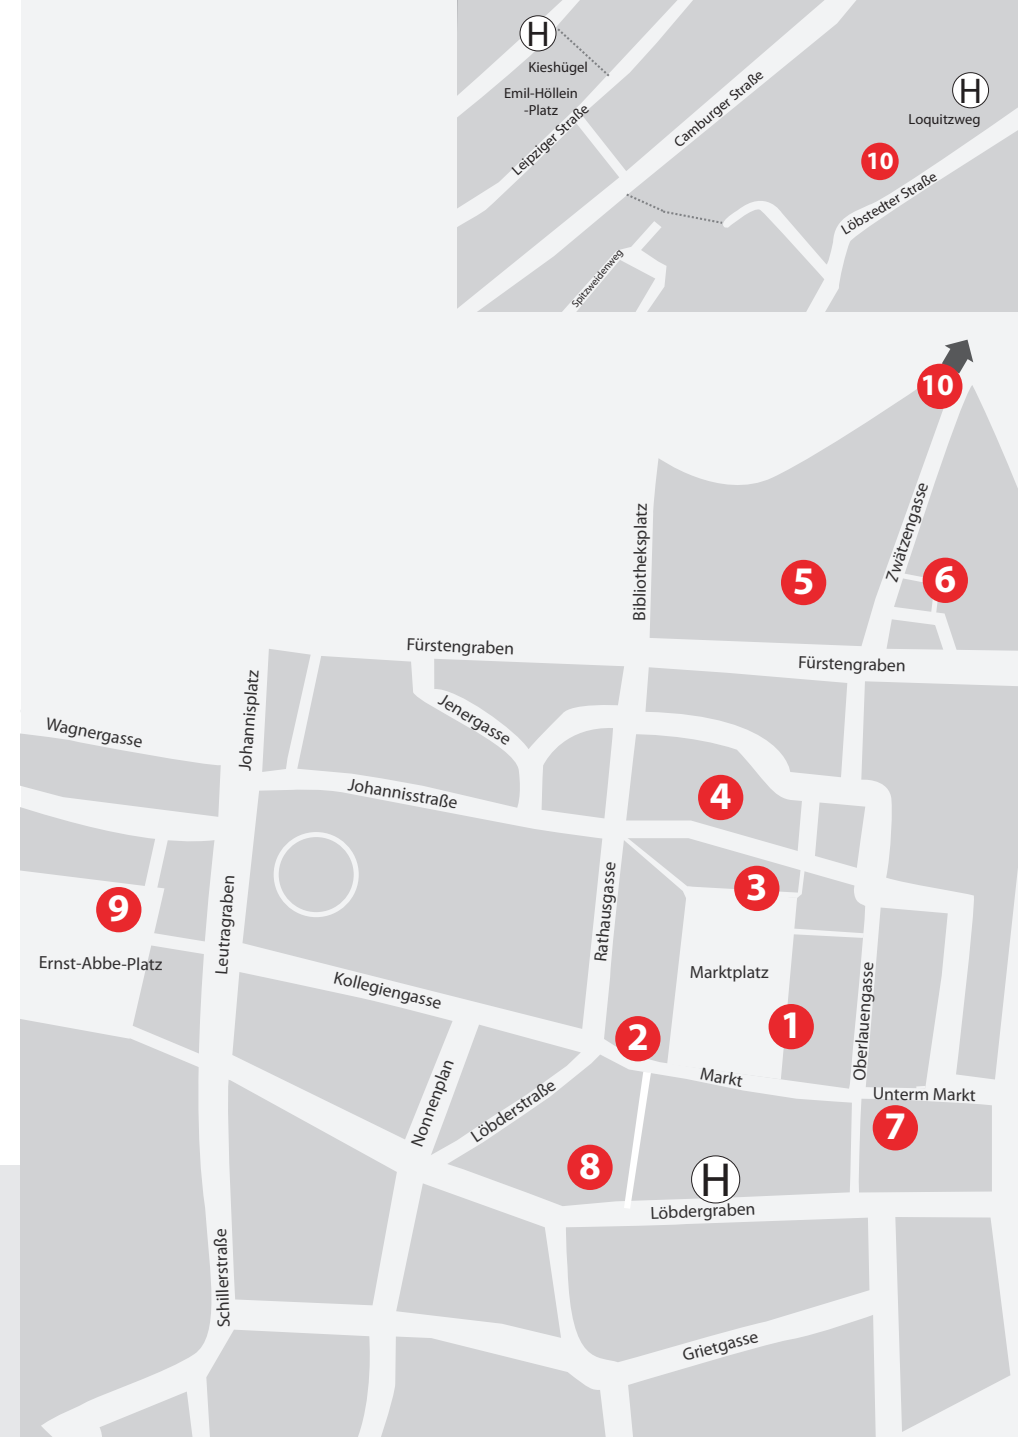 H
Kieshügel
Emil-Höllein
-Platz
Leipziger Straße
Camburger Straße
H
Loquitzweg
10
Löbstedter Straße
Spitzweidenweg
10
Zwätzengasse
Bibliotheksplatz
5
6
Fürstengraben
Fürstengraben
Johannisplatz
Jenergasse
Wagnergasse
Johannisstraße
4
3
9
Leutragraben
Rathausgasse
Ernst-Abbe-Platz
Marktplatz
Kollegiengasse
Oberlauengasse
1
2
Markt
Unterm Markt
Nonnenplan
Löbderstraße
7
8
H
Löbdergraben
Schillerstraße
Grietgasse